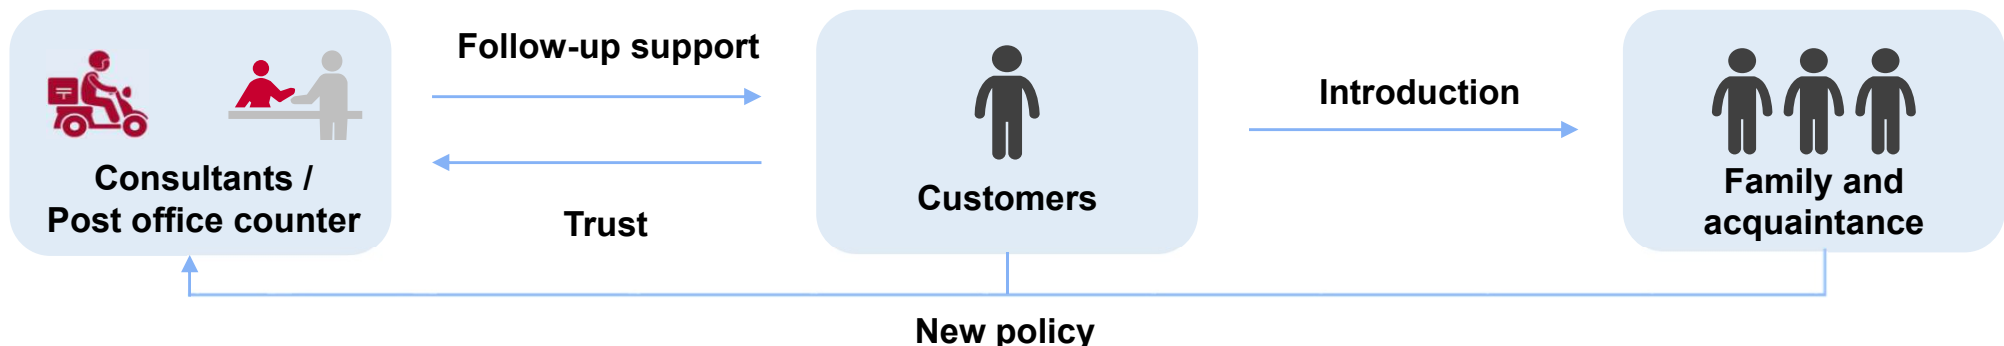 Follow-up support
Introduction
Consultants /
Post office counter
Trust
Customers
Family and
acquaintance
New policy